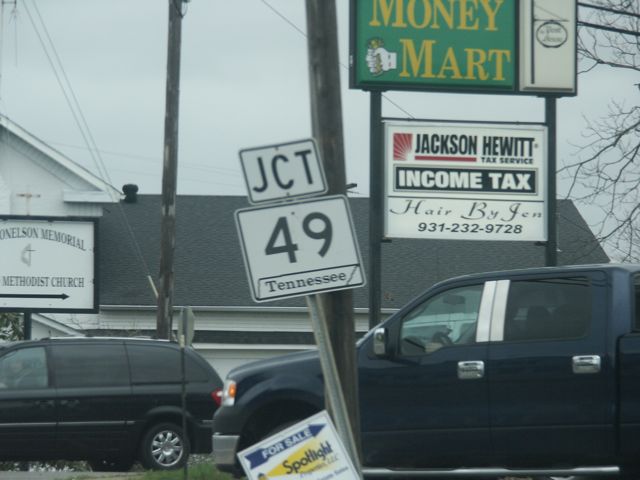 MONEY
MART
JACKSON HEWITT
TAX SERVICE
INCOME TAX
Hair By Jen
931-232-9728
JCT
49
Tennessee
ONELSON MEMORIAL
METHODIST CHURCH
FOR SALE
Spotlight